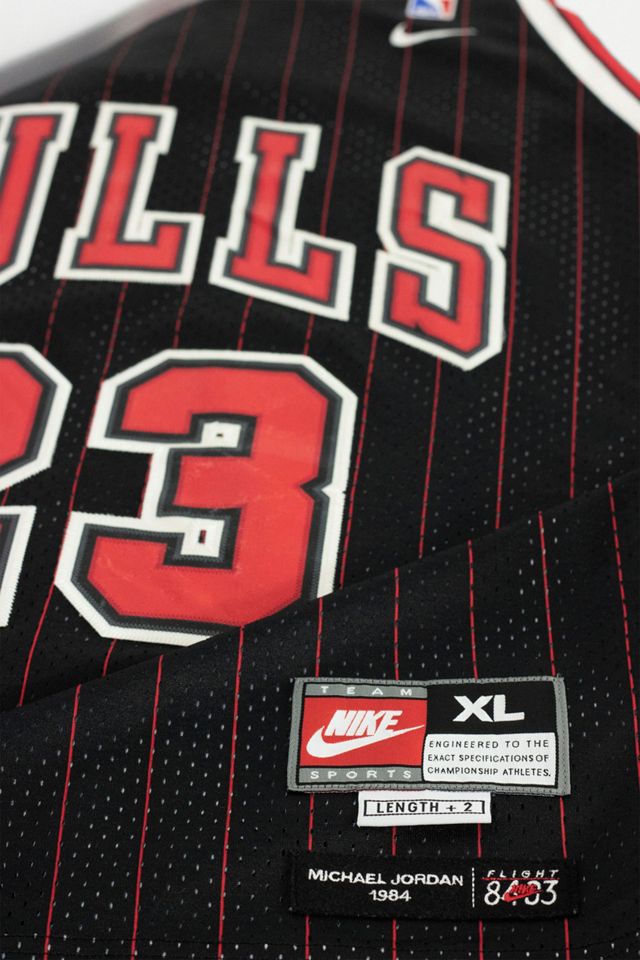 ULLS
23
TEAM
NIKE
SPORTS
XL
ENGINEERED TO THE
EXACT SPECIFICATIONS OF
CHAMPIONSHIP ATHLETES.
LENGTH + 2
MICHAEL JORDAN
1984
FLIGHT
8403
NIKE